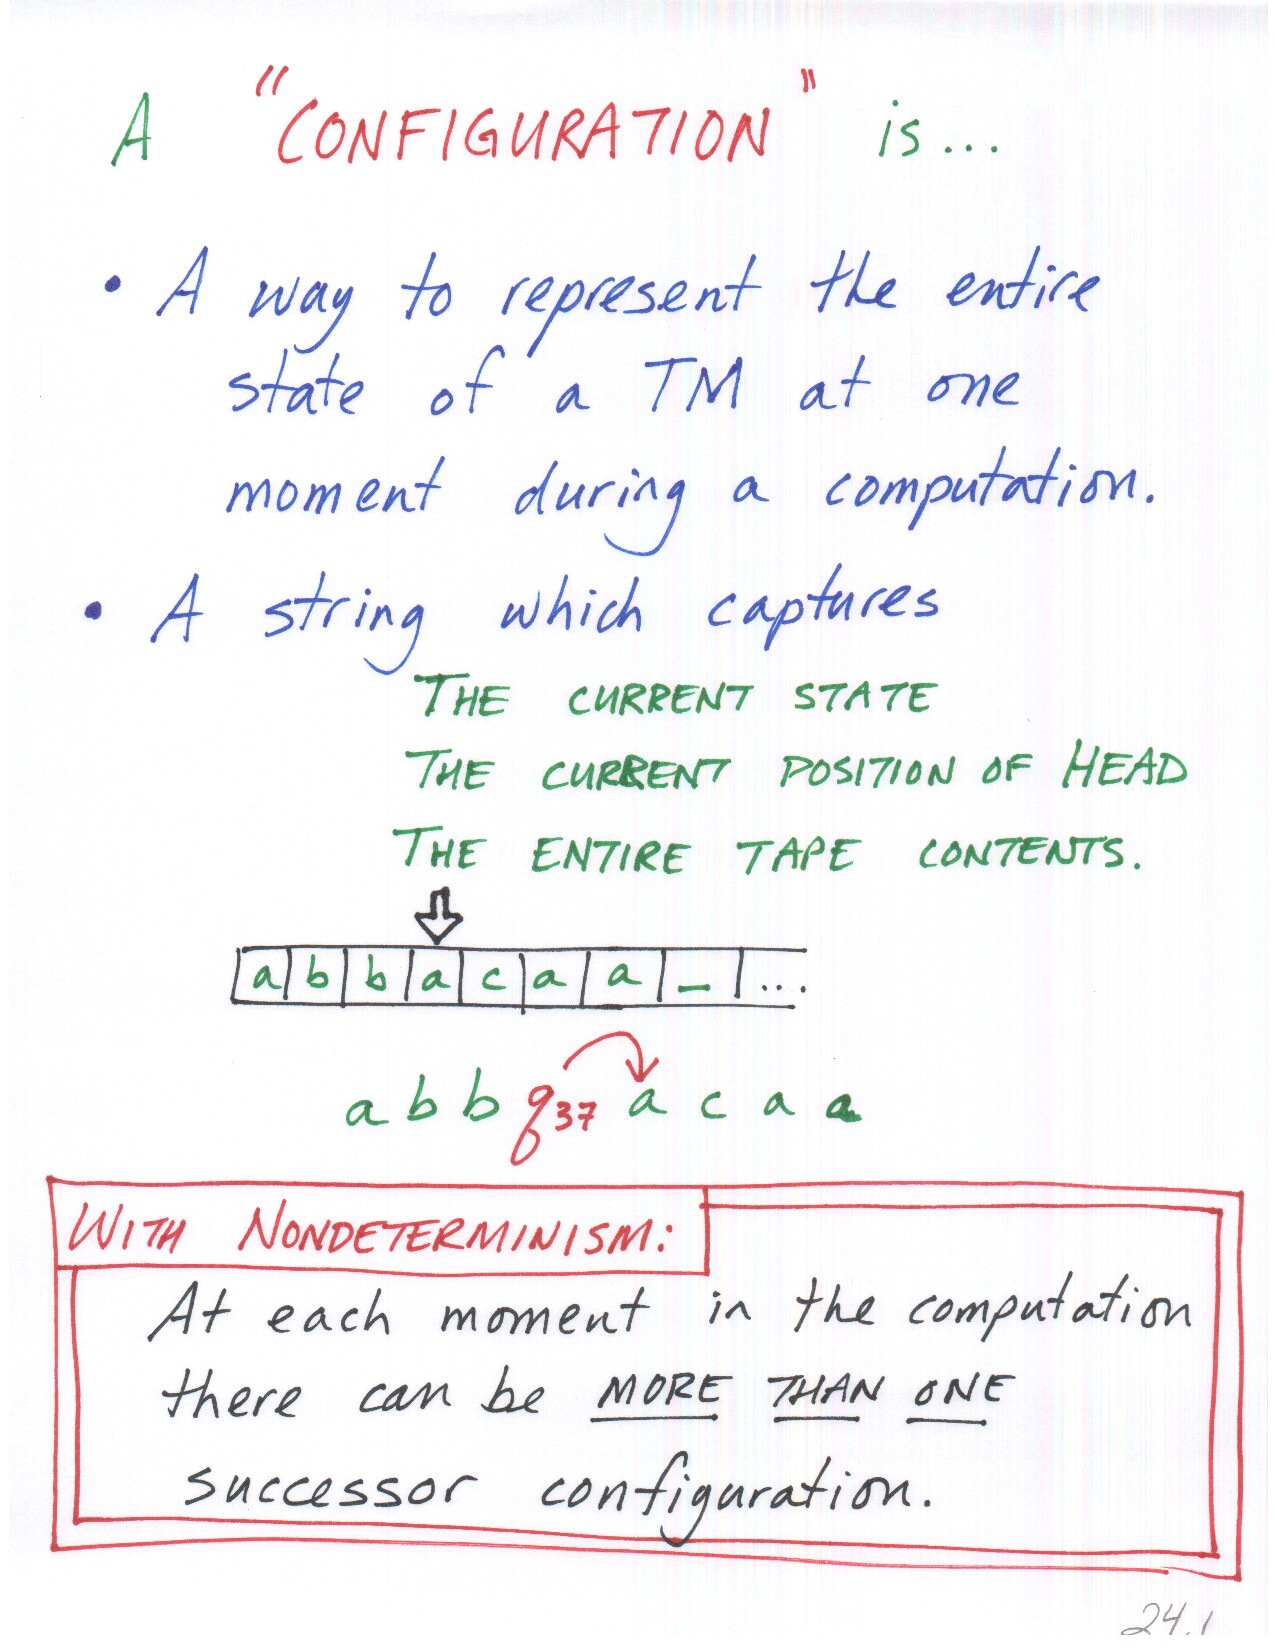 A "CONFIGURATION" is...
• A way to represent the entire
state of a TM at one
moment during a computation.
• A string which captures
THE CURRENT STATE
THE CURRENT POSITION OF HEAD
THE ENTIRE TAPE CONTENTS.
a b b a c a a _ ...
a b b q37 a c a a
WITH NONDETERMINISM:
At each moment in the computation
there can be MORE THAN ONE
successor configuration.
24.1